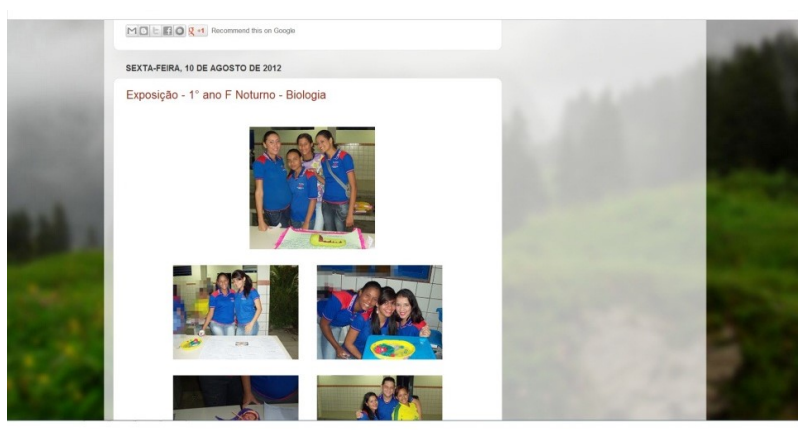 Recommend this on Google
SEXTA-FEIRA, 10 DE AGOSTO DE 2012
Exposição - 1° ano F Noturno - Biologia